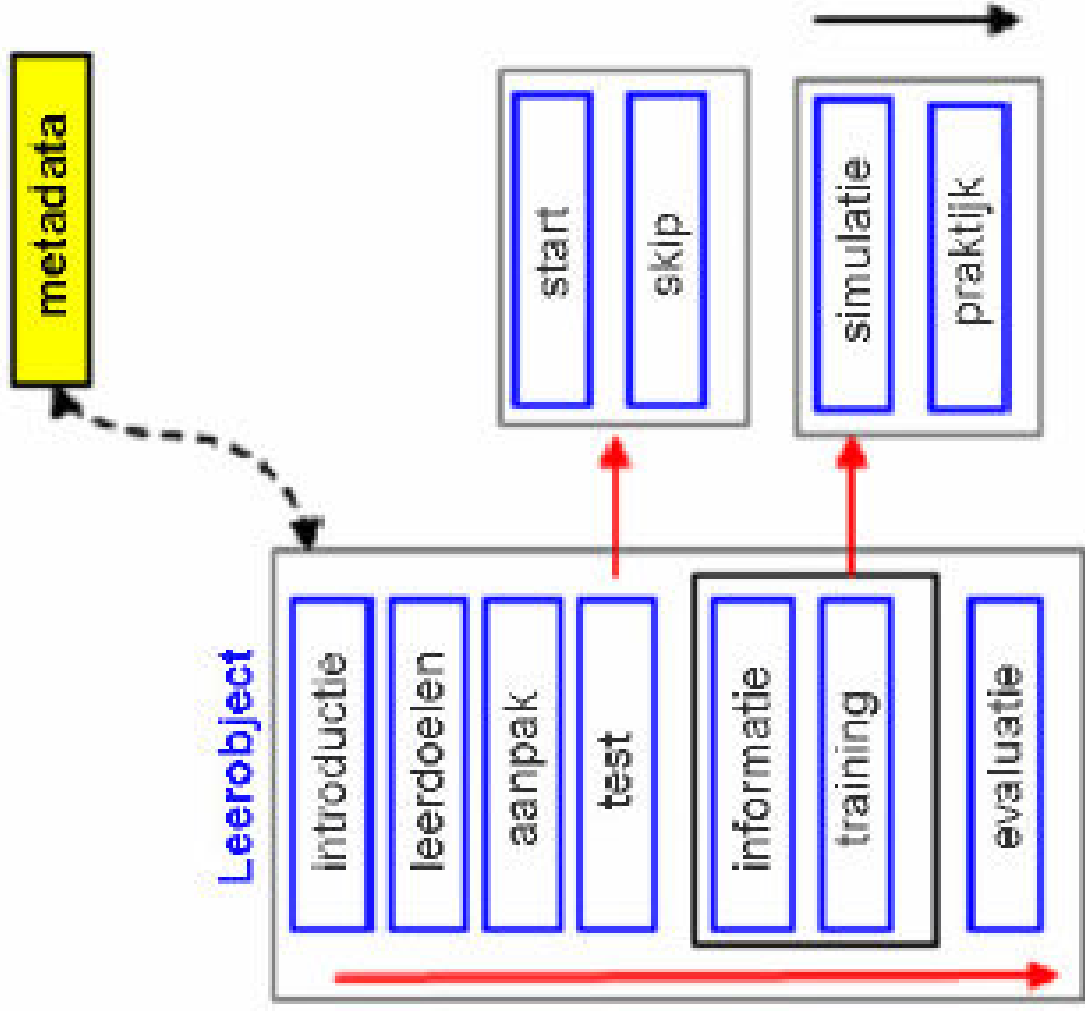 metadata
Leerobject
introductie
leerdoelen
aanpak
test
informatie
training
evaluatie
start
skip
simulatie
praktijk